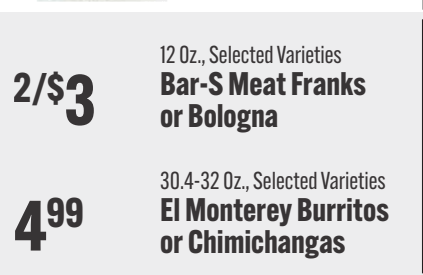 2/$3
12 Oz., Selected Varieties
Bar-S Meat Franks
or Bologna
499
30.4-32 Oz., Selected Varieties
El Monterey Burritos
or Chimichangas